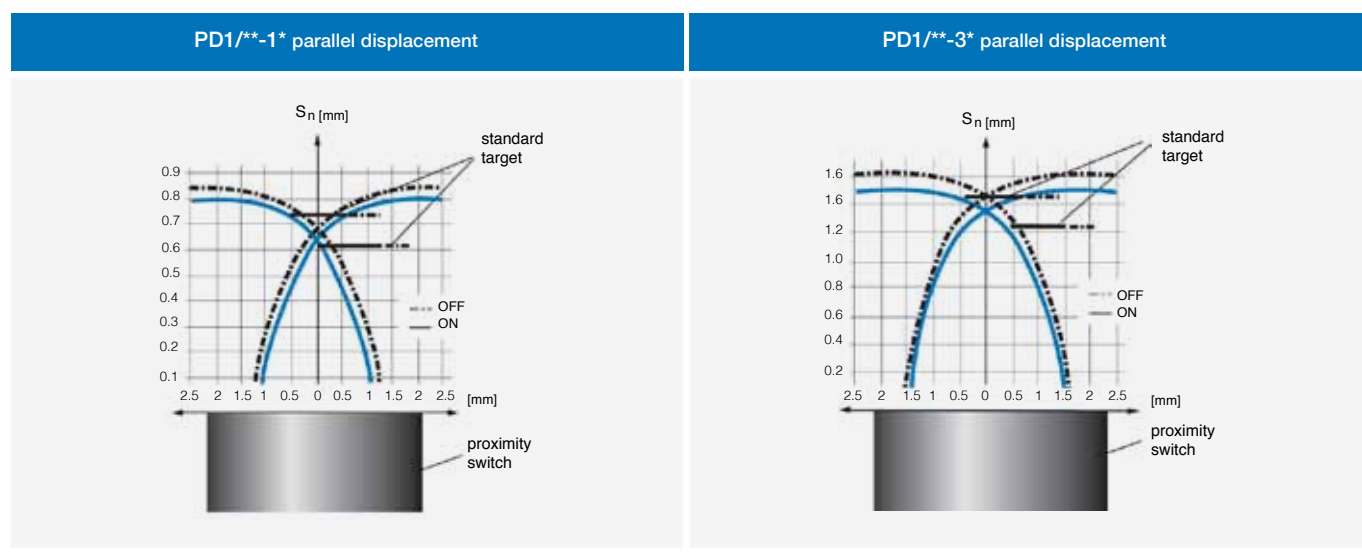 PD1/**-1* parallel displacement
S n [mm]
standard
target
0.9
0.8
0.7
0.6
0.5
0.4
0.3
0.2
0.1
OFF
ON
2.5 2 1.5 1 0.5 0 0.5 1 1.5 2 2.5
[mm]
proximity
switch
PD1/**-3* parallel displacement
S n [mm]
standard
target
1.6
1.6
1.2
1.0
0.8
0.6
0.4
0.2
OFF
ON
2.5 2 1.5 1 0.5 0 0.5 1 1.5 2 2.5
[mm]
proximity
switch